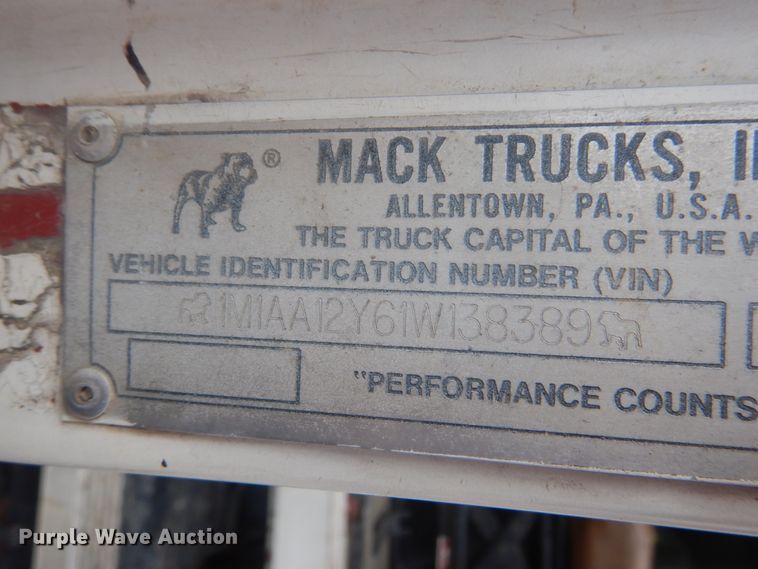 ®
MACK TRUCKS,
ALLENTOWN, PA., U.S.A.
THE TRUCK CAPITAL OF THE
VEHICLE IDENTIFICATION NUMBER (VIN)
1M1AA12Y61W138389
"PERFORMANCE COUNTS
Purple Wave Auction